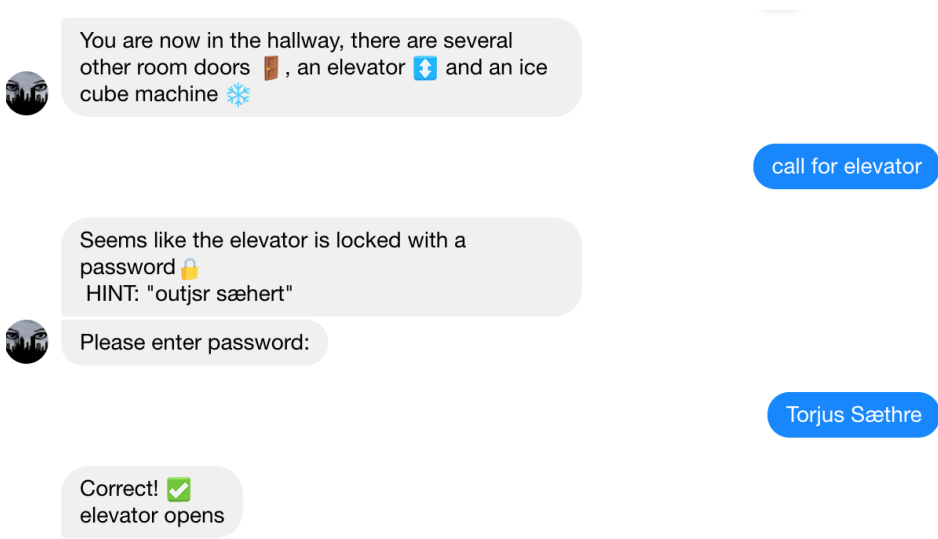 You are now in the hallway, there are several
other room doors 🚪, an elevator ↕️ and an ice
cube machine ❄️
call for elevator
Seems like the elevator is locked with a
password🔒
HINT: "outjsr sæhert"
Please enter password:
Torjus Sæthre
Correct! ✅
elevator opens